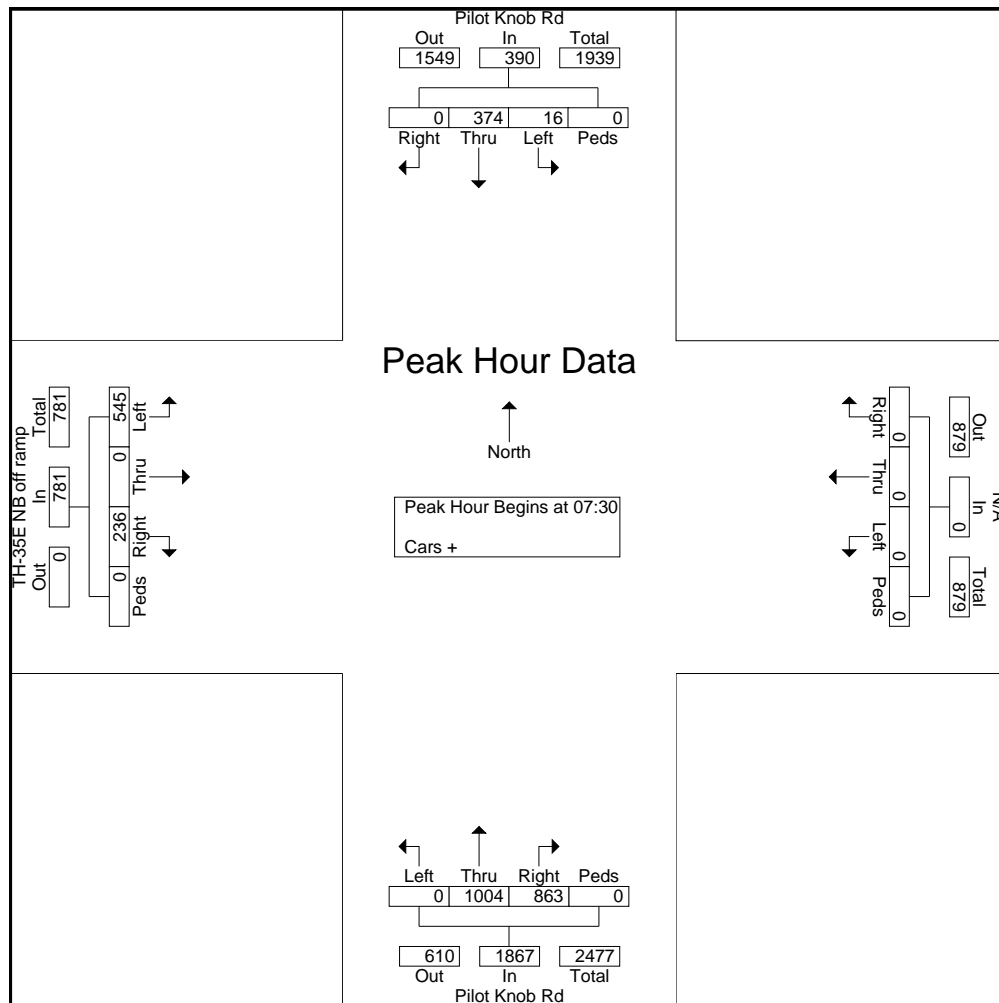 Pilot Knob Rd
Out In Total
1549 390 1939
0 374 16 0
Right Thru Left Peds
Peak Hour Data
North
Peak Hour Begins at 07:30
Cars +
TH-35E NB off ramp
Total In Out
781 781 0
545 0 236 0
Left Thru Right Peds
N/A
Out In Total
879 0 879
0 0 0 0
Right Thru Left Peds
Left Thru Right Peds
0 1004 863 0
610 1867 2477
Out In Total
Pilot Knob Rd